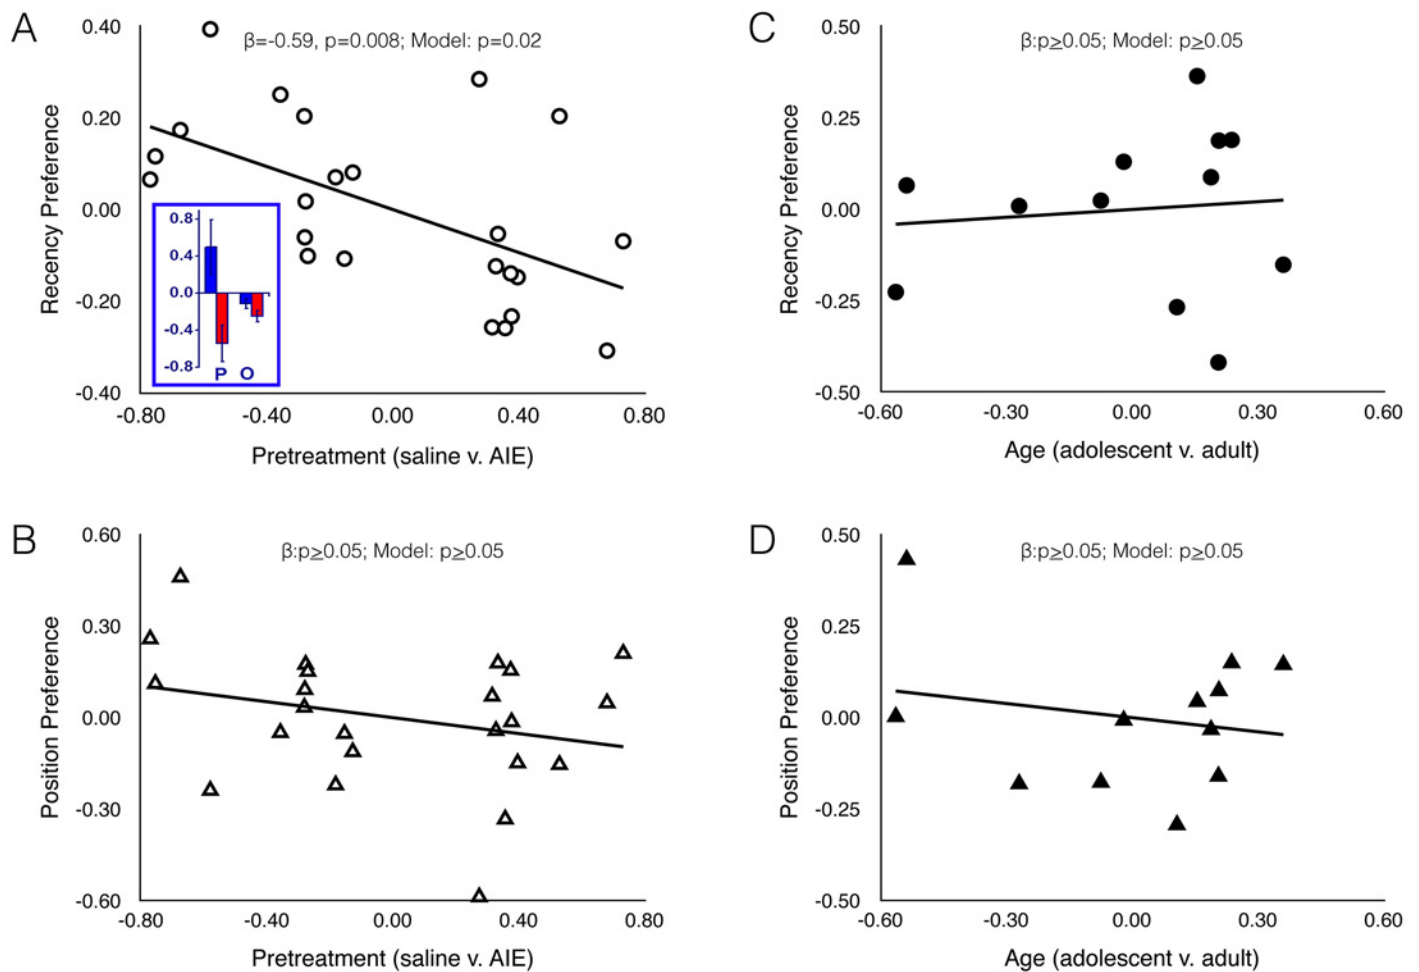 A
β=-0.59, p=0.008; Model: p=0.02
Recency Preference
0.40
0.20
0.00
-0.20
-0.40
0.8
0.4
0.0
-0.4
-0.8
P O
-0.80 -0.40 0.00 0.40 0.80
Pretreatment (saline v. AIE)
B
β:p≥0.05; Model: p≥0.05
Position Preference
0.60
0.30
0.00
-0.30
-0.60
-0.80 -0.40 0.00 0.40 0.80
Pretreatment (saline v. AIE)
C
β:p≥0.05; Model: p≥0.05
Recency Preference
0.50
0.25
0.00
-0.25
-0.50
-0.60 -0.30 0.00 0.30 0.60
Age (adolescent v. adult)
D
β:p≥0.05; Model: p≥0.05
Position Preference
0.50
0.25
0.00
-0.25
-0.50
-0.60 -0.30 0.00 0.30 0.60
Age (adolescent v. adult)